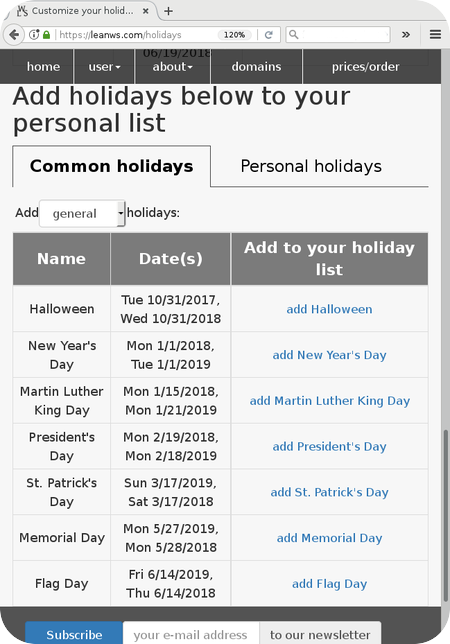 Customize your holid...
https://leanws.com/holidays
120%
06/19/2018
home user about domains prices/order
Add holidays below to your
personal list
Common holidays Personal holidays
Add general holidays:
Name Date(s) Add to your holiday list
Halloween Tue 10/31/2017, Wed 10/31/2018 add Halloween
New Year's Day Mon 1/1/2018, Tue 1/1/2019 add New Year's Day
Martin Luther King Day Mon 1/15/2018, Mon 1/21/2019 add Martin Luther King Day
President's Day Mon 2/19/2018, Mon 2/18/2019 add President's Day
St. Patrick's Day Sun 3/17/2019, Sat 3/17/2018 add St. Patrick's Day
Memorial Day Mon 5/27/2019, Mon 5/28/2018 add Memorial Day
Flag Day Fri 6/14/2019, Thu 6/14/2018 add Flag Day
Subscribe your e-mail address to our newsletter